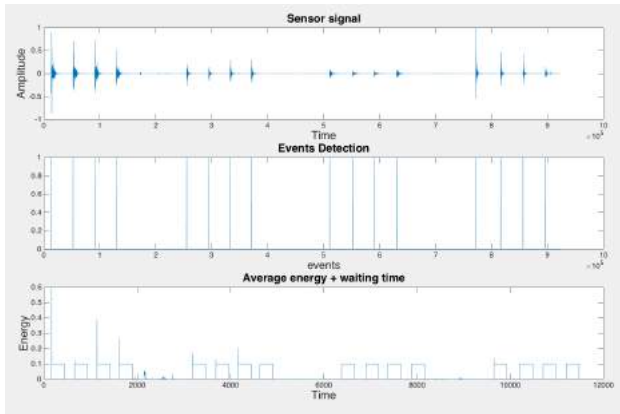 Sensor signal
1
0.5
0
-0.5
-1
Amplitude
0 1 2 3 4 5 6 7 8 9 10
Time
Events Detection
1
0.8
0.6
0.4
0.2
0
0 1 2 3 4 5 6 7 8 9 10
events
Average energy + waiting time
0.6
0.5
0.4
0.3
0.2
0.1
0
Energy
0 2000 4000 6000 8000 10000 12000
Time